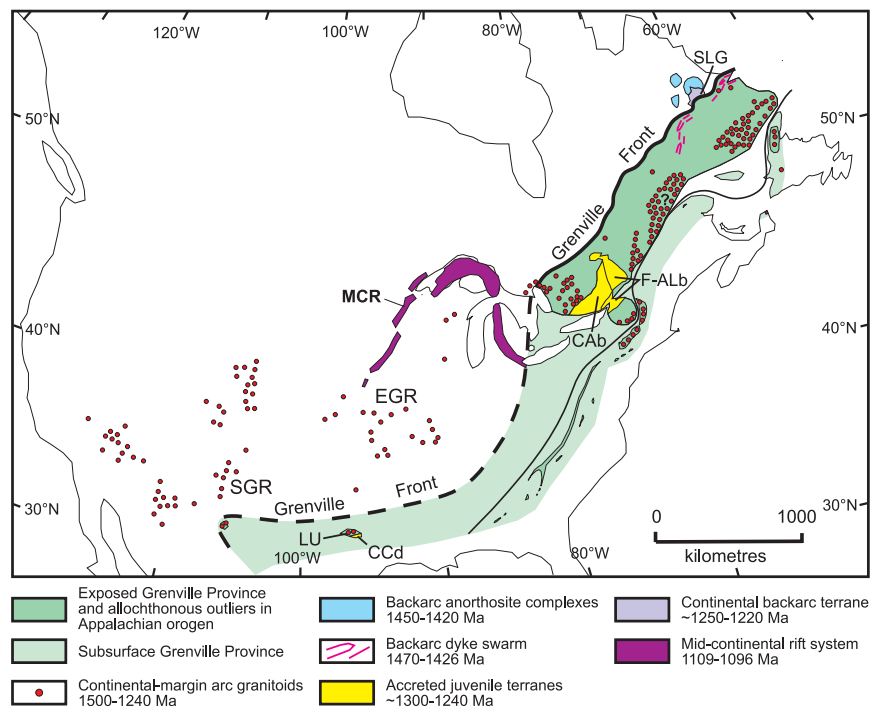 120°W
100°W
80°W
60°W
SLG
50°N
50°N
Front
?
Grenville
F-ALb
MCR
40°N
40°N
CAb
EGR
SGR
30°N
Grenville
Front
30°N
0
1000
LU
100°W
CCd
80°W
kilometres
Exposed Grenville Province
and allochthonous outliers in
Appalachian orogen
Subsurface Grenville Province
Continental-margin arc granitoids
1500-1240 Ma
Backarc anorthosite complexes
1450-1420 Ma
Backarc dyke swarm
1470-1426 Ma
Accreted juvenile terranes
~1300-1240 Ma
Continental backarc terrane
~1250-1220 Ma
Mid-continental rift system
1109-1096 Ma